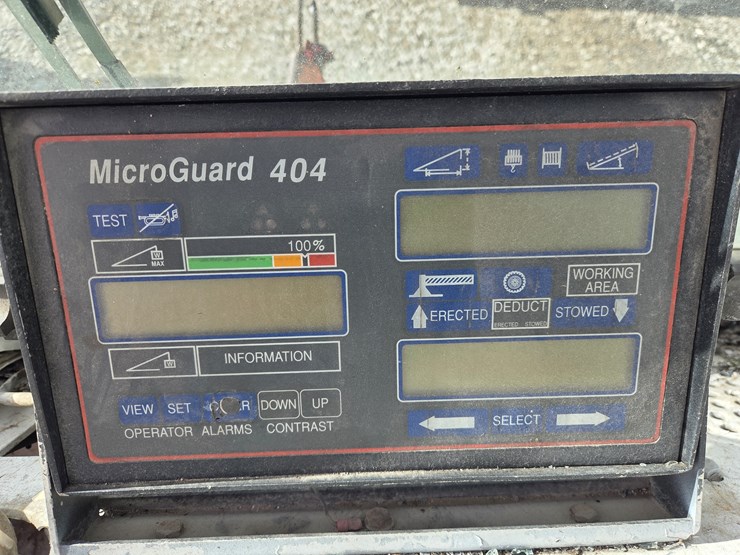 MicroGuard 404
TEST
100%
W
MAX
W
INFORMATION
VIEW SET DOWN UP
OPERATOR ALARMS CONTRAST
WORKING
AREA
ERECTED DEDUCT STOWED
ERECTED STOWED
SELECT